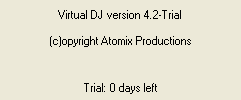 Virtual DJ version 4.2-Trial
(c)opyright Atomix Productions
Trial: 0 days left